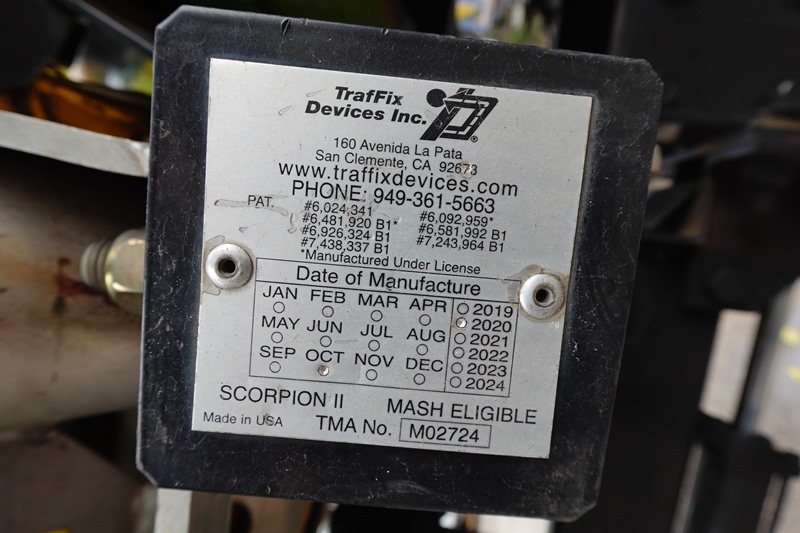 TrafFix
Devices Inc.
160 Avenida La Pata
San Clemente, CA 92673
www.traffixdevices.com
PHONE: 949-361-5663
PAT. #6,024,341 #6,092,959*
#6,481,920 B1* #6,581,992 B1
#6,926,324 B1 #7,243,964 B1
#7,438,337 B1
*Manufactured Under License
Date of Manufacture
JAN FEB MAR APR
MAY JUN JUL AUG
SEP OCT NOV DEC
2019
2020
2021
2022
2023
2024
SCORPION II MASH ELIGIBLE
Made in USA TMA No. M02724